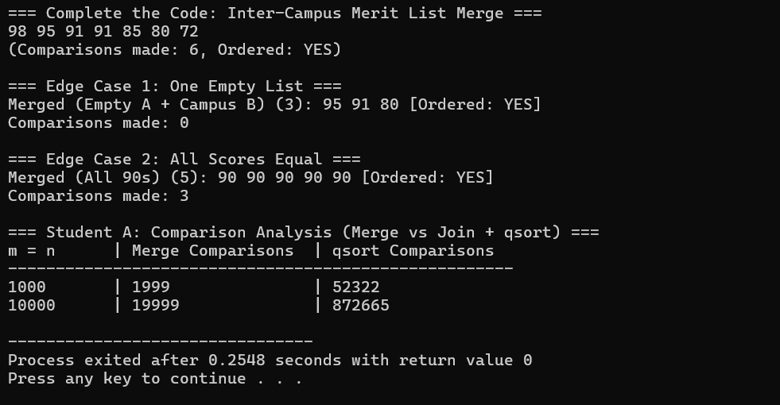 === Complete the Code: Inter-Campus Merit List Merge ===
98 95 91 91 85 80 72
(Comparisons made: 6, Ordered: YES)

=== Edge Case 1: One Empty List ===
Merged (Empty A + Campus B) (3): 95 91 80 [Ordered: YES]
Comparisons made: 0

=== Edge Case 2: All Scores Equal ===
Merged (All 90s) (5): 90 90 90 90 90 [Ordered: YES]
Comparisons made: 3

=== Student A: Comparison Analysis (Merge vs Join + qsort) ===
m = n      | Merge Comparisons  | qsort Comparisons
-----------------------------------------------------
1000       | 1999               | 52322
10000      | 19999              | 872665

--------------------------------
Process exited after 0.2548 seconds with return value 0
Press any key to continue . . .